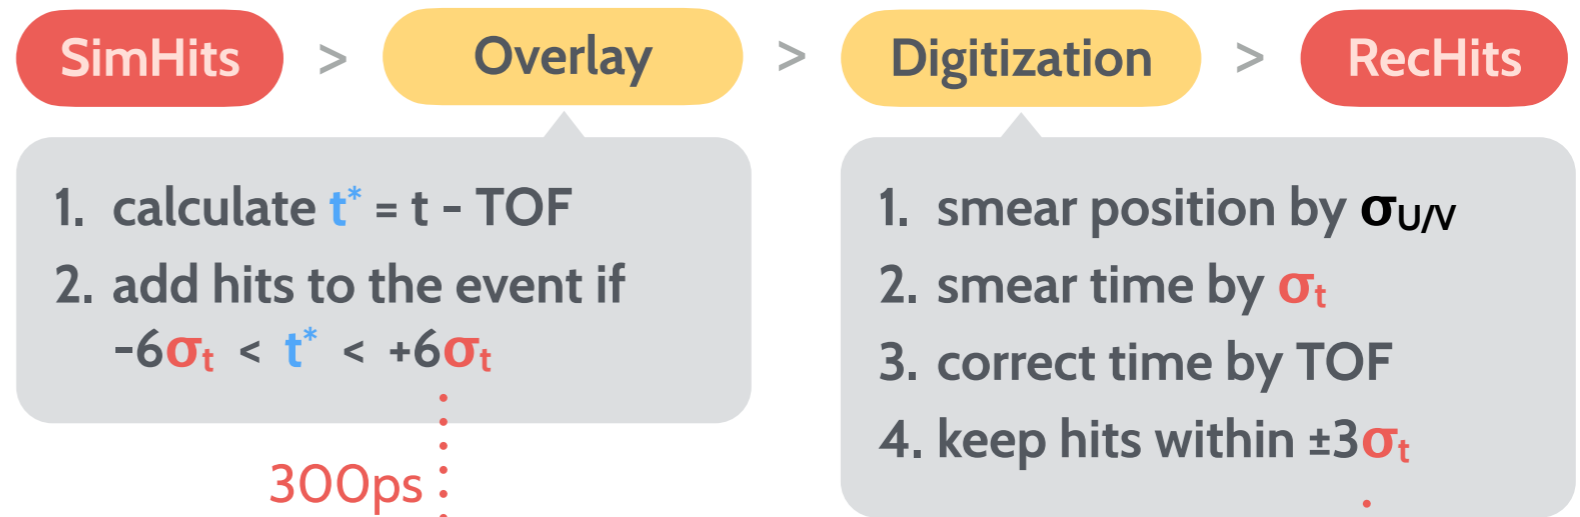 SimHits > Overlay > Digitization > RecHits
1. calculate t* = t - TOF
2. add hits to the event if
-6σt < t* < +6σt
300ps
1. smear position by σU/V
2. smear time by σt
3. correct time by TOF
4. keep hits within ±3σt